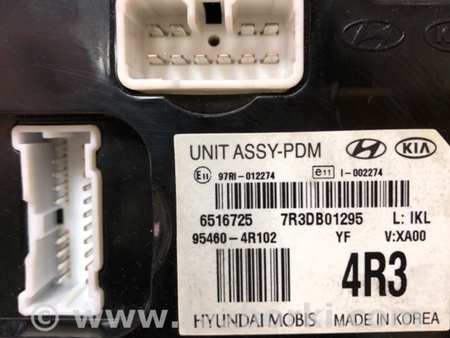 UNIT ASSY-PDM HYUNDAI KIA
E11 97RI-012274 e11 I-002274
6516725 7R3DB01295 L: IKL
95460-4R102 YF V:XA00
4R3
HYUNDAI MOBIS MADE IN KOREA